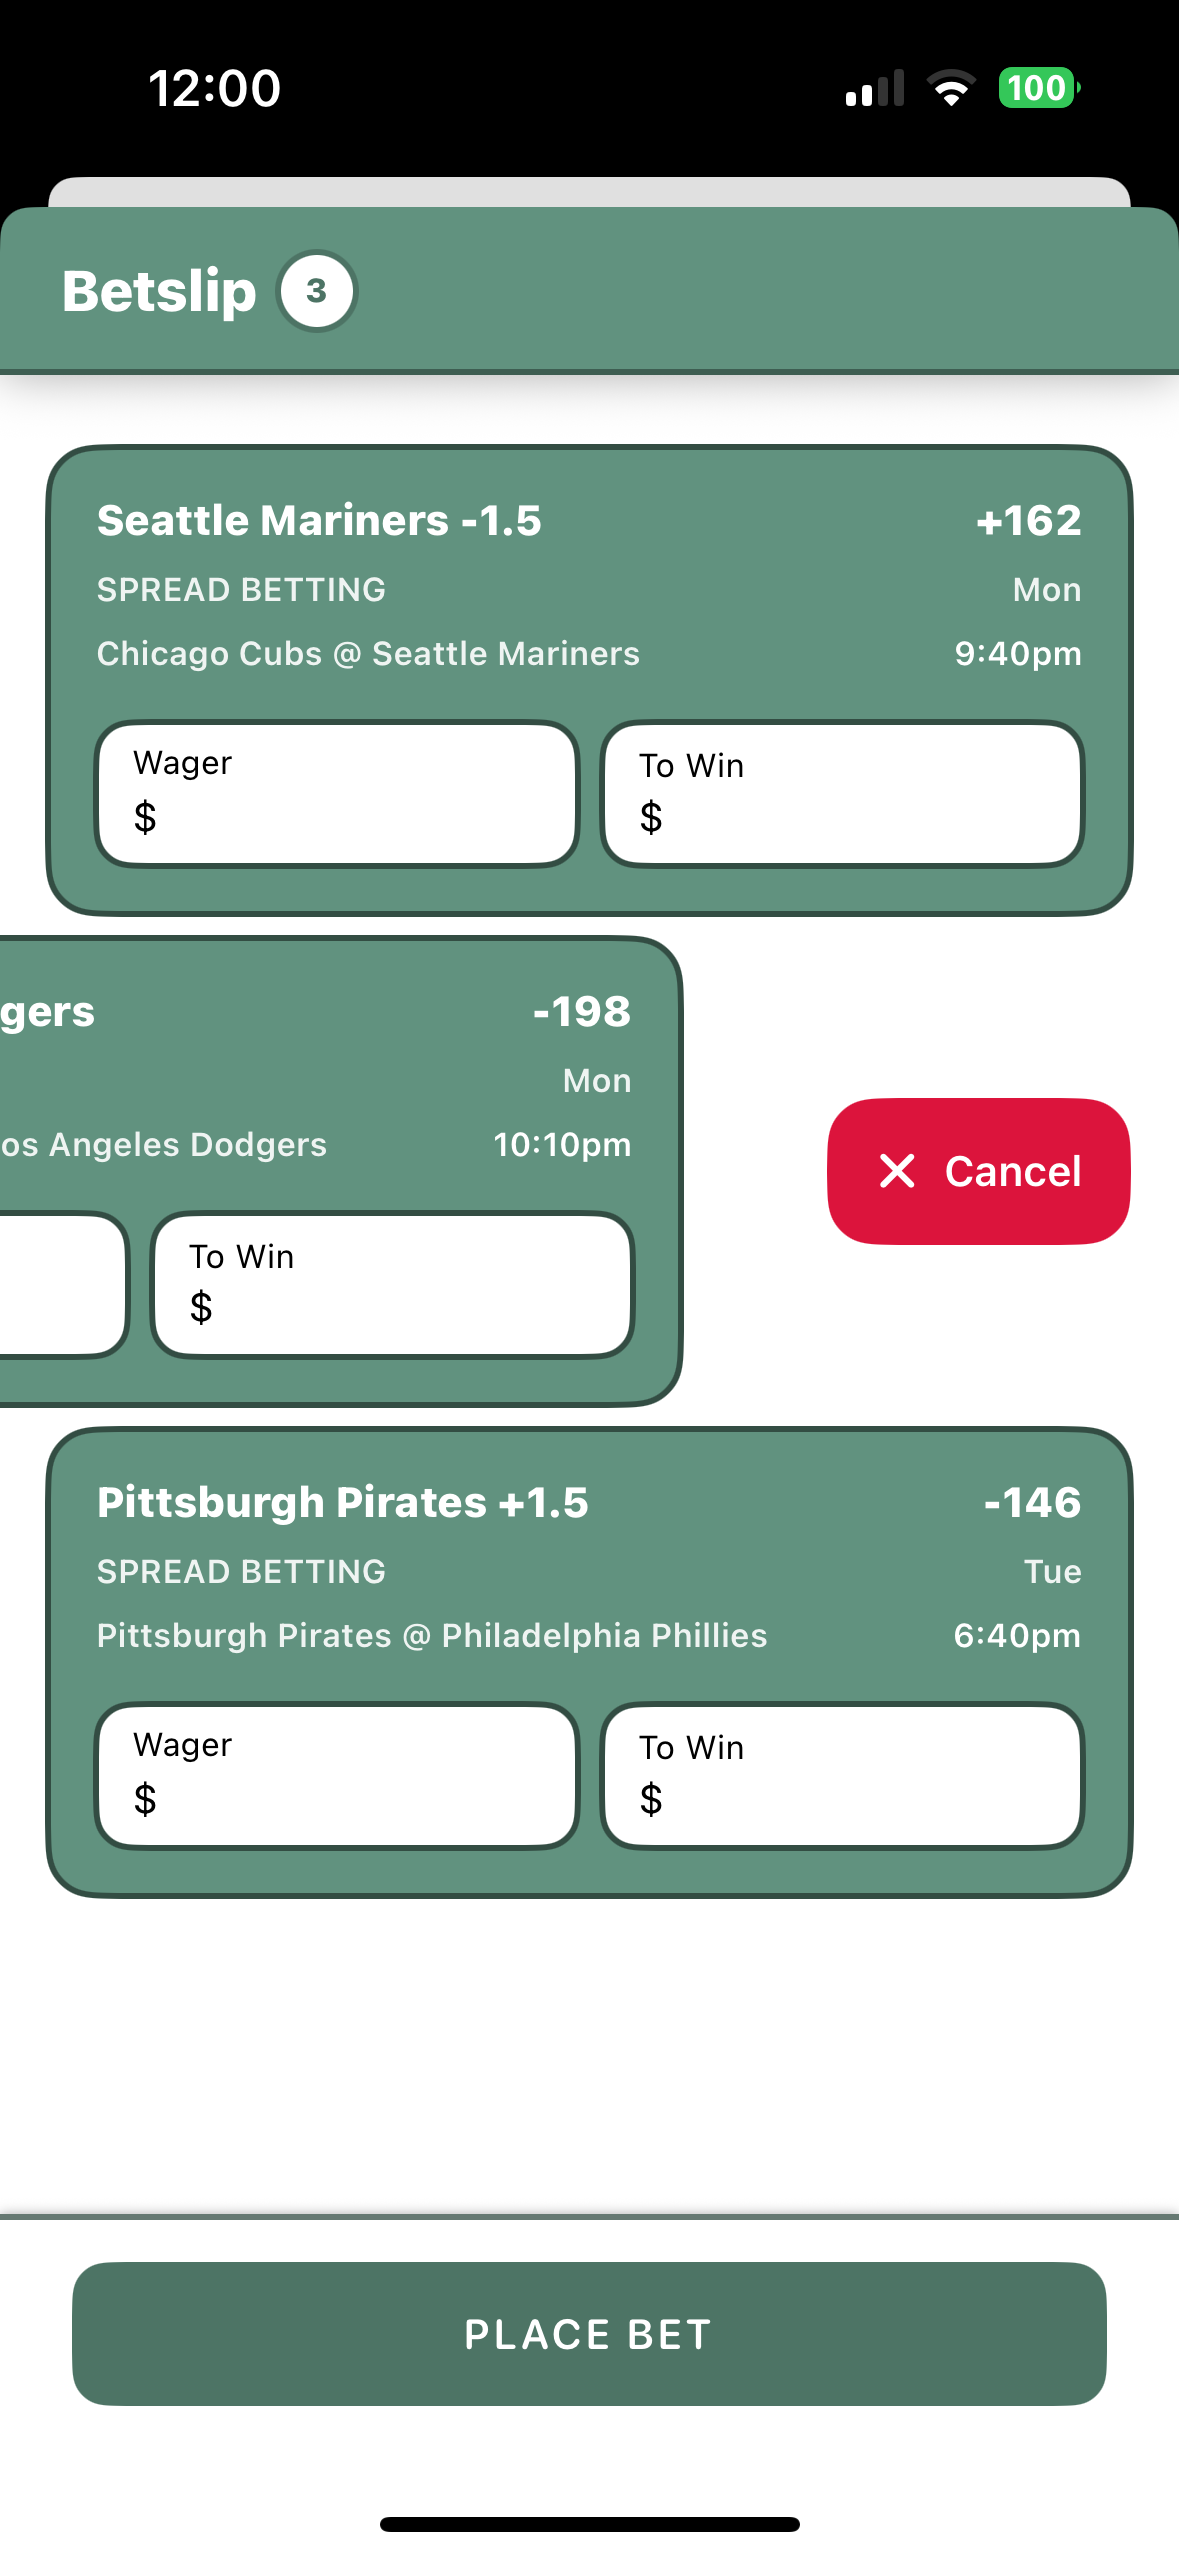 12:00
100
Betslip 3
Seattle Mariners -1.5 +162
SPREAD BETTING Mon
Chicago Cubs @ Seattle Mariners 9:40pm
Wager To Win
$ $
gers -198
Mon
os Angeles Dodgers 10:10pm
Cancel
To Win
$
Pittsburgh Pirates +1.5 -146
SPREAD BETTING Tue
Pittsburgh Pirates @ Philadelphia Phillies 6:40pm
Wager To Win
$ $
PLACE BET